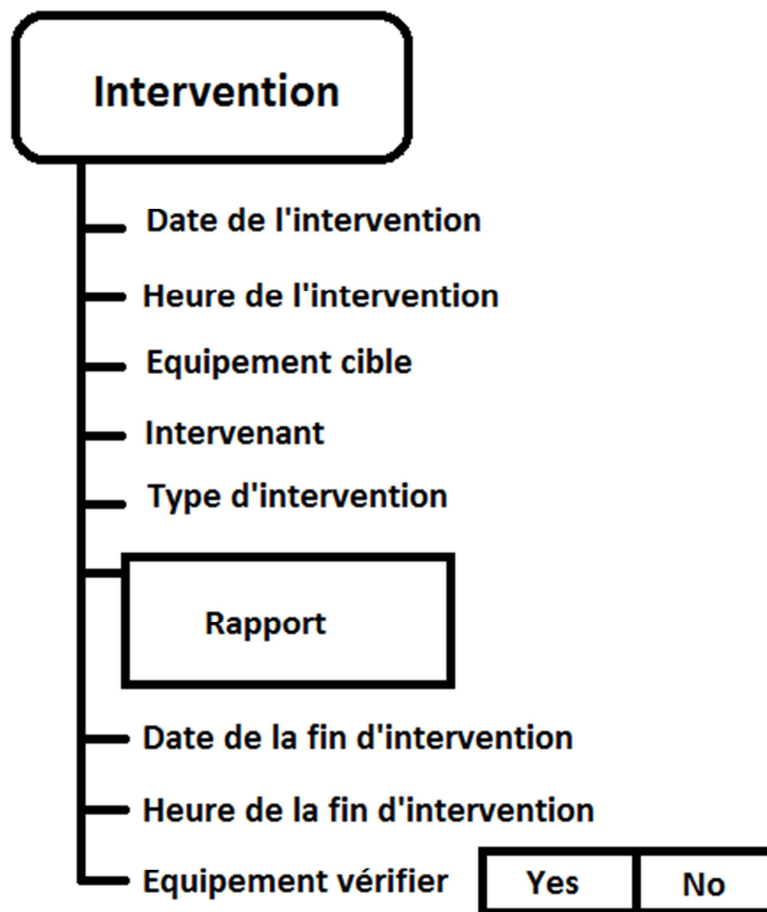 Intervention
Date de l'intervention
Heure de l'intervention
Equipement cible
Intervenant
Type d'intervention
Rapport
Date de la fin d'intervention
Heure de la fin d'intervention
Equipement vérifier Yes No